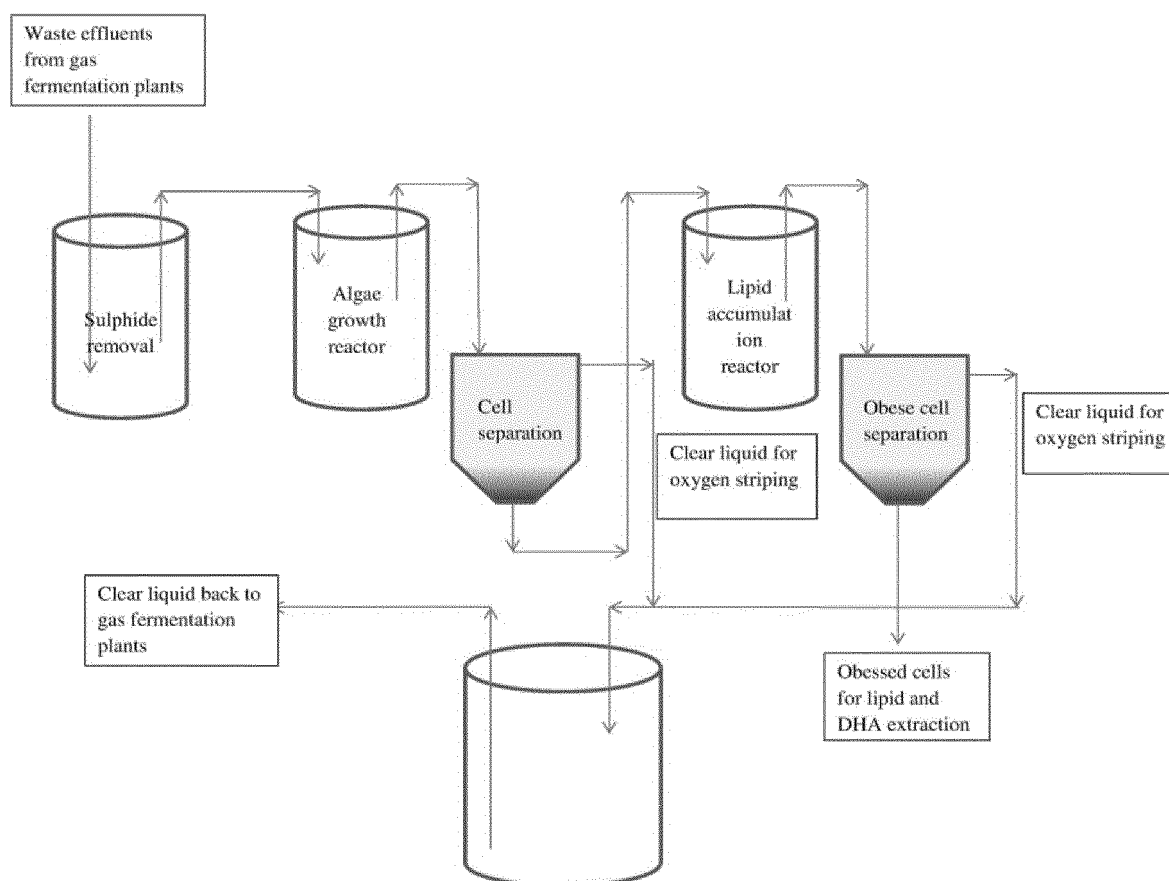 Waste effluents
from gas
fermentation plants
Sulphide
removal
Algae
growth
reactor
Cell
separation
Clear liquid for
oxygen striping
Lipid
accumulat
ion
reactor
Obese cell
separation
Clear liquid for
oxygen striping
Clear liquid back to
gas fermentation
plants
Obessed cells
for lipid and
DHA extraction